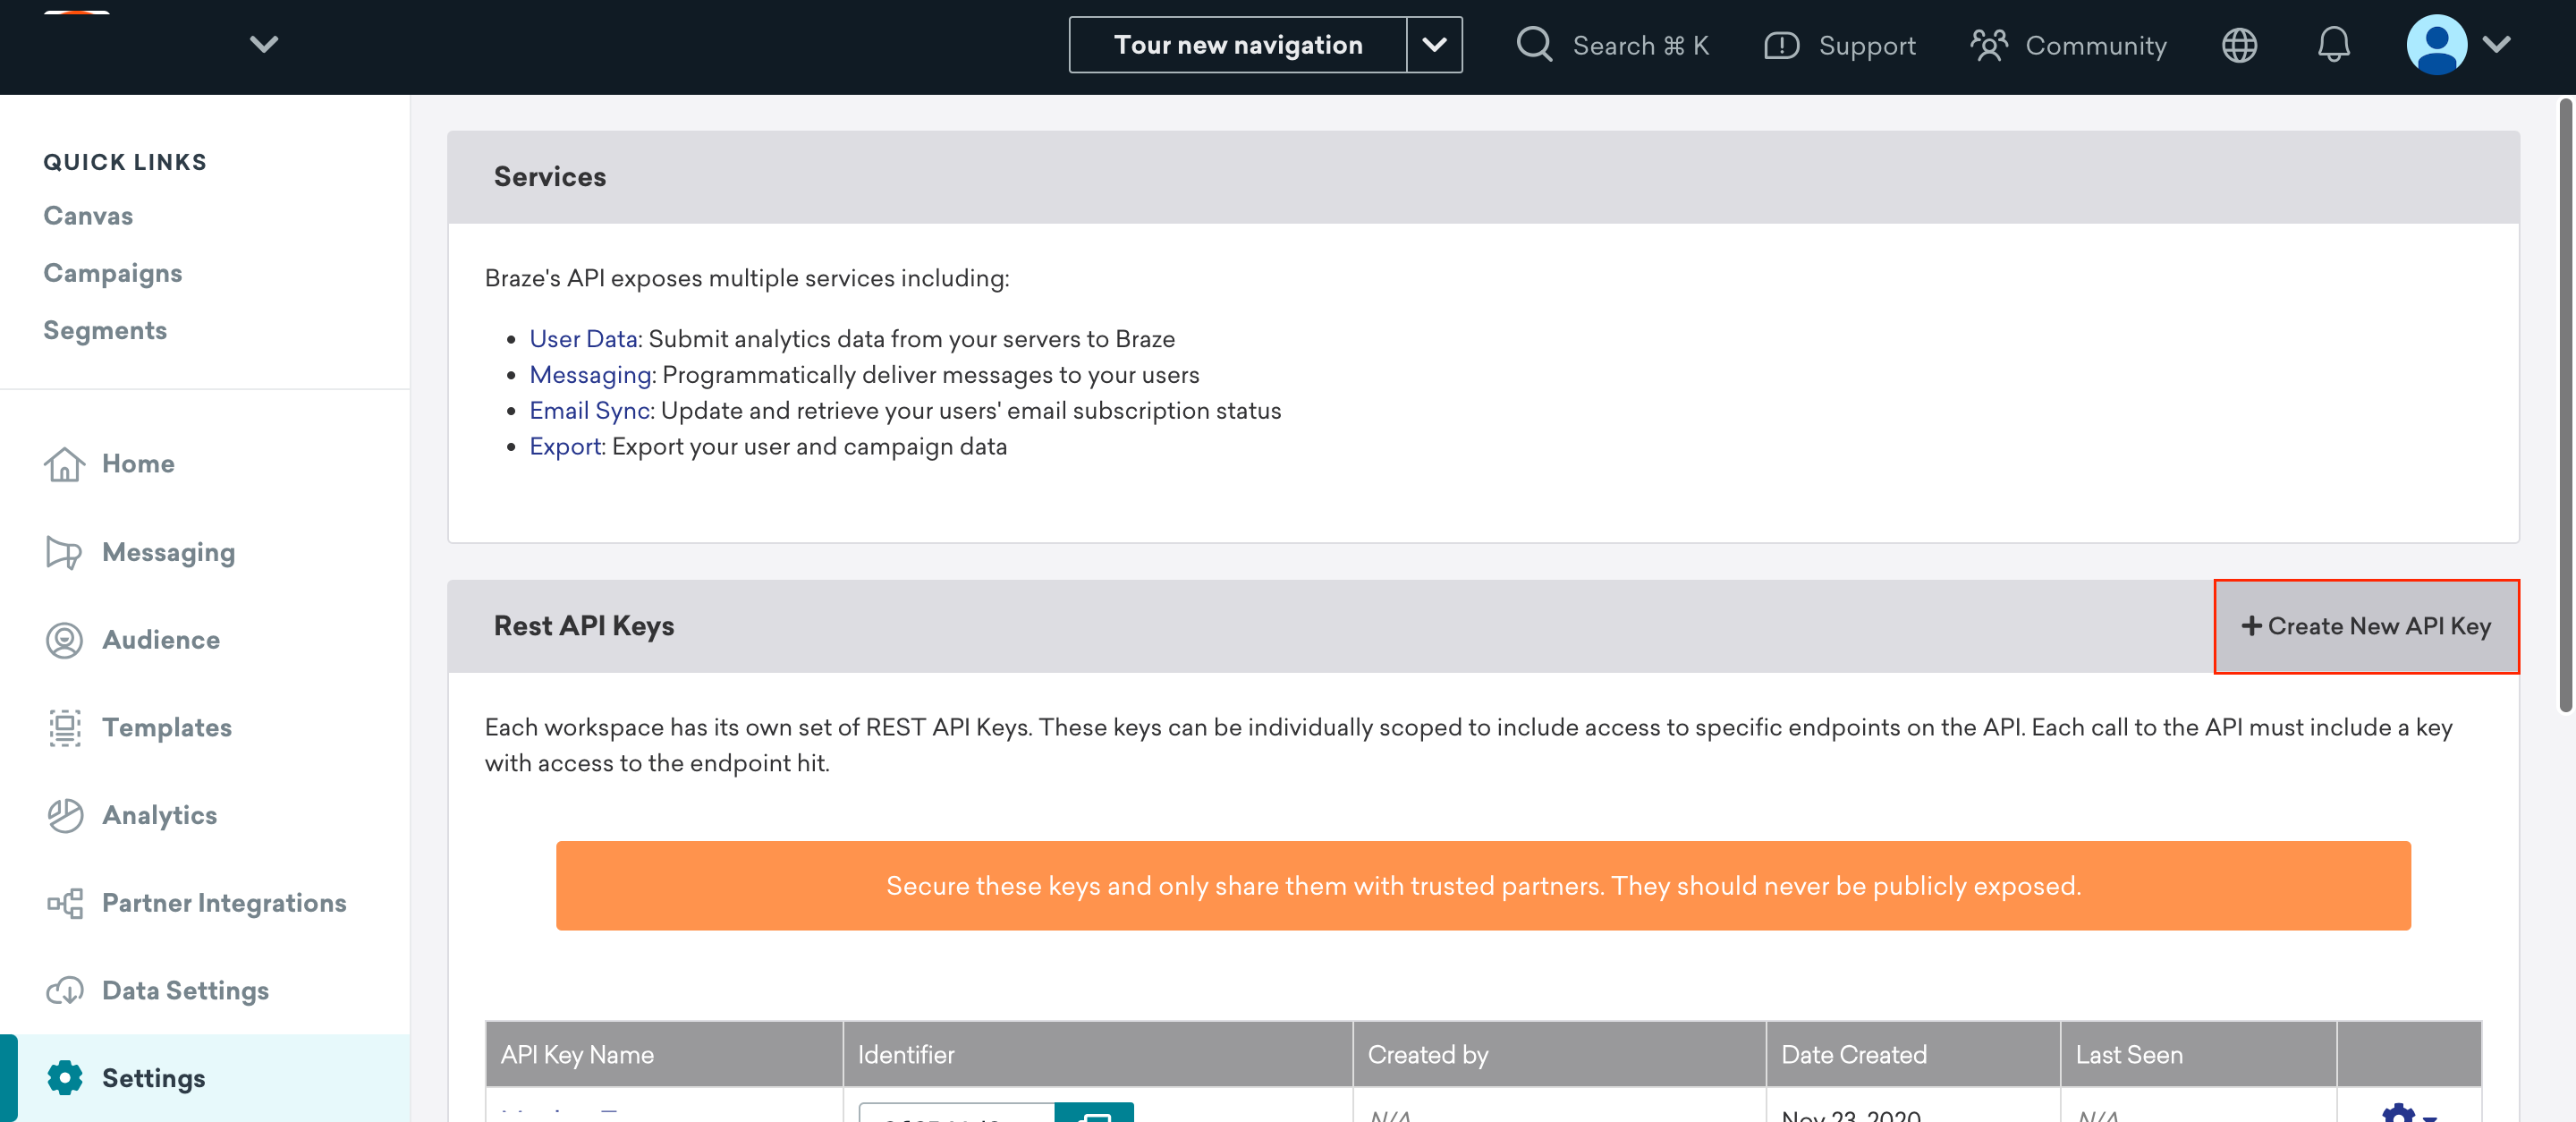 Tour new navigation
Search ⌘ K
Support
Community
QUICK LINKS
Canvas
Campaigns
Segments
Home
Messaging
Audience
Templates
Analytics
Partner Integrations
Data Settings
Settings
Services
Braze's API exposes multiple services including:
• User Data: Submit analytics data from your servers to Braze
• Messaging: Programmatically deliver messages to your users
• Email Sync: Update and retrieve your users' email subscription status
• Export: Export your user and campaign data
Rest API Keys
+ Create New API Key
Each workspace has its own set of REST API Keys. These keys can be individually scoped to include access to specific endpoints on the API. Each call to the API must include a key
with access to the endpoint hit.
Secure these keys and only share them with trusted partners. They should never be publicly exposed.
API Key Name Identifier Created by Date Created Last Seen
N/A Nov 23, 2020 N/A